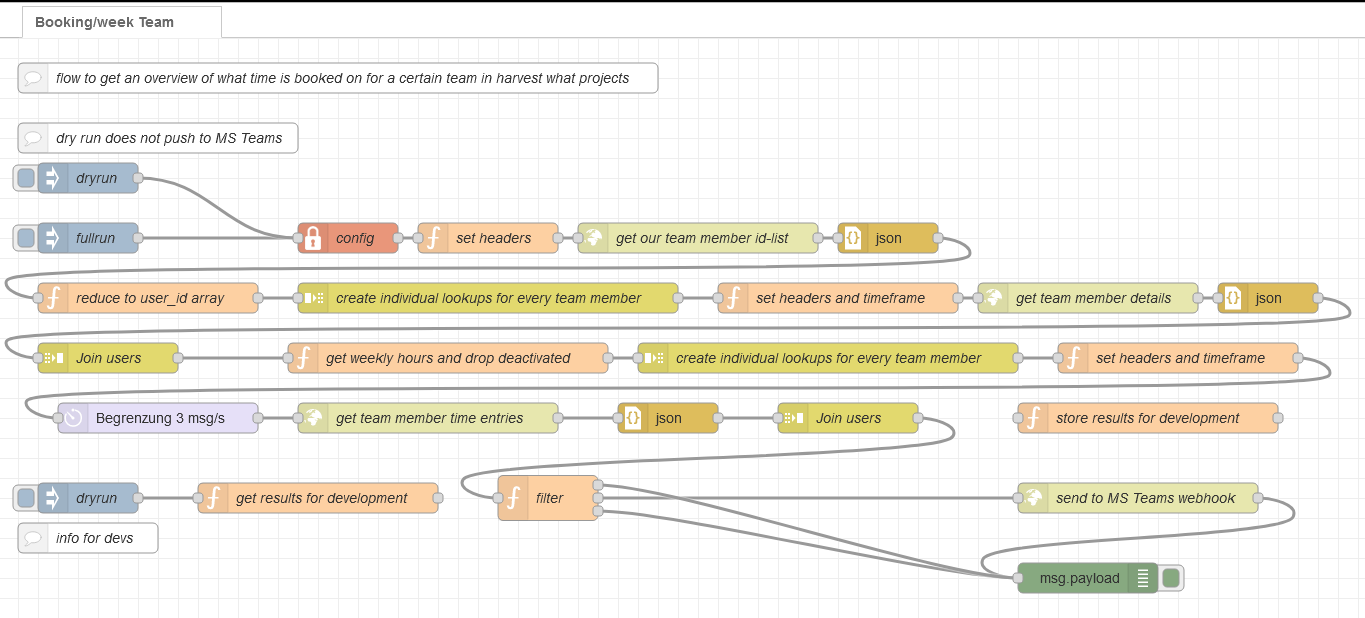 Booking/week Team
flow to get an overview of what time is booked on for a certain team in harvest what projects
dry run does not push to MS Teams
dryrun
fullrun
config
set headers
get our team member id-list
json
reduce to user_id array
create individual lookups for every team member
set headers and timeframe
get team member details
json
Join users
get weekly hours and drop deactivated
create individual lookups for every team member
set headers and timeframe
Begrenzung 3 msg/s
get team member time entries
json
Join users
store results for development
dryrun
get results for development
filter
send to MS Teams webhook
info for devs
msg.payload